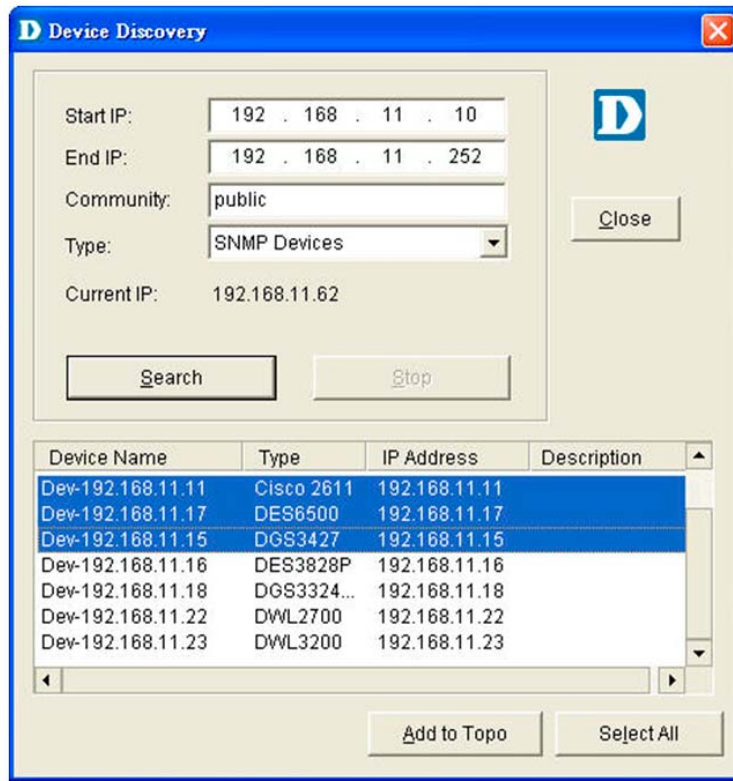 D Device Discovery
Start IP: 192 . 168 . 11 . 10
End IP: 192 . 168 . 11 . 252
Community: public
Type: SNMP Devices
Current IP: 192.168.11.62
Search Stop
D
Close
Device Name Type IP Address Description
Dev-192.168.11.11 Cisco 2611 192.168.11.11
Dev-192.168.11.17 DES6500 192.168.11.17
Dev-192.168.11.15 DGS3427 192.168.11.15
Dev-192.168.11.16 DES3828P 192.168.11.16
Dev-192.168.11.18 DGS3324... 192.168.11.18
Dev-192.168.11.22 DWL2700 192.168.11.22
Dev-192.168.11.23 DWL3200 192.168.11.23
Add to Topo Select All